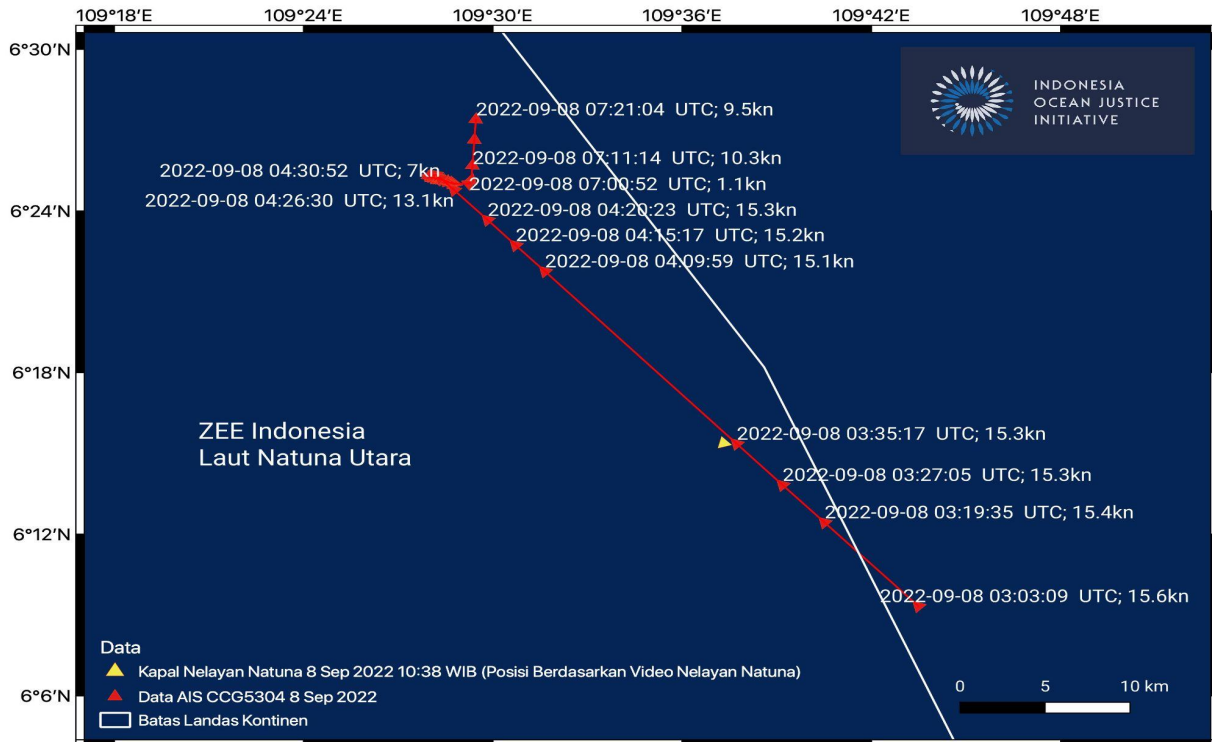 109°18′E 109°24′E 109°30′E 109°36′E 109°42′E 109°48′E
6°30′N
INDONESIA
OCEAN JUSTICE
INITIATIVE
2022-09-08 07:21:04 UTC; 9.5kn
2022-09-08 07:11:14 UTC; 10.3kn
2022-09-08 04:30:52 UTC; 7kn
2022-09-08 07:00:52 UTC; 1.1kn
2022-09-08 04:26:30 UTC; 13.1kn
6°24′N
2022-09-08 04:20:23 UTC; 15.3kn
2022-09-08 04:15:17 UTC; 15.2kn
2022-09-08 04:09:59 UTC; 15.1kn
6°18′N
ZEE Indonesia
Laut Natuna Utara
2022-09-08 03:35:17 UTC; 15.3kn
2022-09-08 03:27:05 UTC; 15.3kn
6°12′N
2022-09-08 03:19:35 UTC; 15.4kn
2022-09-08 03:03:09 UTC; 15.6kn
Data
Kapal Nelayan Natuna 8 Sep 2022 10:38 WIB (Posisi Berdasarkan Video Nelayan Natuna)
6°6′N
Data AIS CCG5304 8 Sep 2022
Batas Landas Kontinen
0 5 10 km